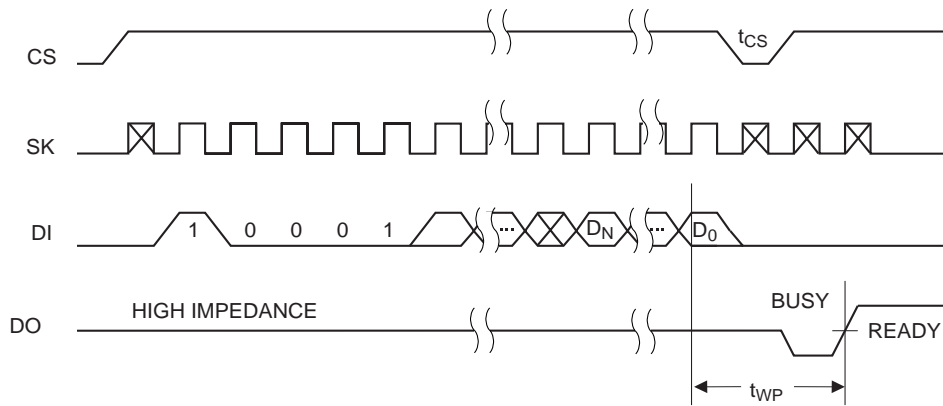 CS
tCS
SK
DI
1 0 0 0 1 ... DN ... D0
DO
HIGH IMPEDANCE
BUSY
READY
tWP